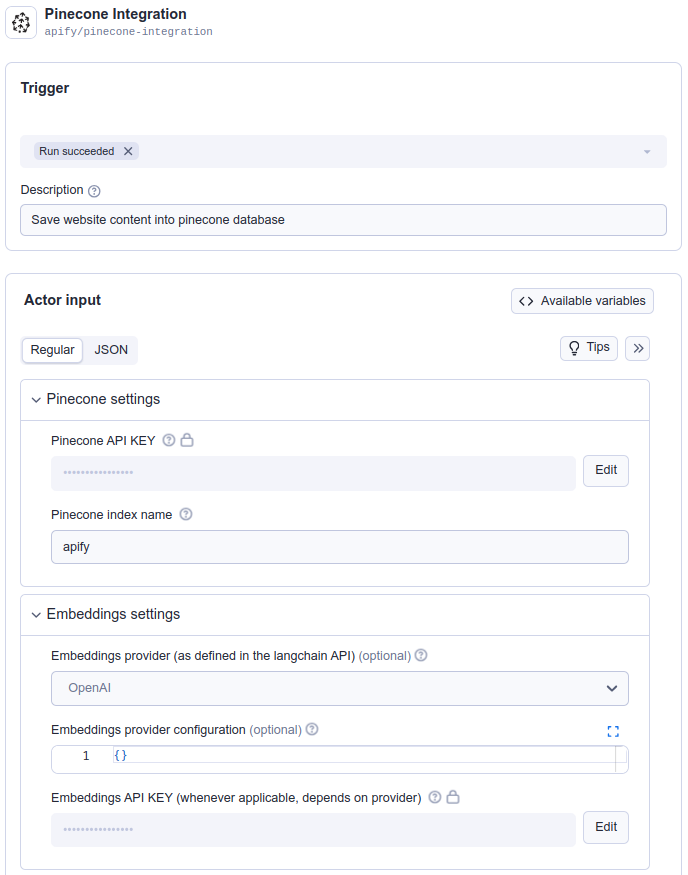 Pinecone Integration
apify/pinecone-integration
Trigger
Run succeeded
Description
Save website content into pinecone database
Actor input
Available variables
Regular JSON
Tips
Pinecone settings
Pinecone API KEY
Edit
Pinecone index name
apify
Embeddings settings
Embeddings provider (as defined in the langchain API) (optional)
OpenAI
Embeddings provider configuration (optional)
1 {}
Embeddings API KEY (whenever applicable, depends on provider)
Edit